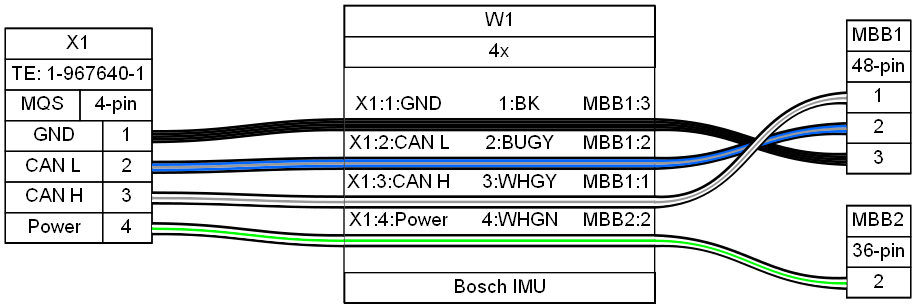 X1
TE: 1-967640-1
MQS 4-pin
GND 1
CAN L 2
CAN H 3
Power 4
W1
4x
X1:1:GND 1:BK MBB1:3
X1:2:CAN L 2:BUGY MBB1:2
X1:3:CAN H 3:WHGY MBB1:1
X1:4:Power 4:WHGN MBB2:2
Bosch IMU
MBB1
48-pin
1
2
3
MBB2
36-pin
2